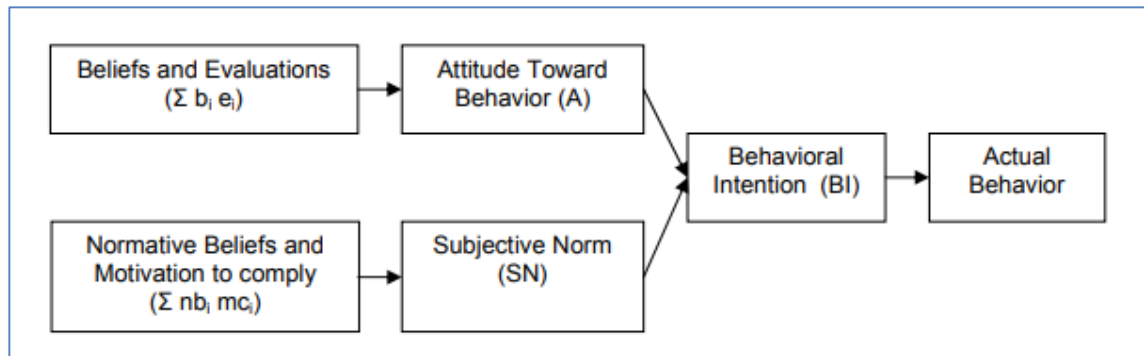 Beliefs and Evaluations
(Σ bᵢ eᵢ)
Attitude Toward
Behavior (A)
Behavioral
Intention (BI)
Actual
Behavior
Normative Beliefs and
Motivation to comply
(Σ nbᵢ mcᵢ)
Subjective Norm
(SN)